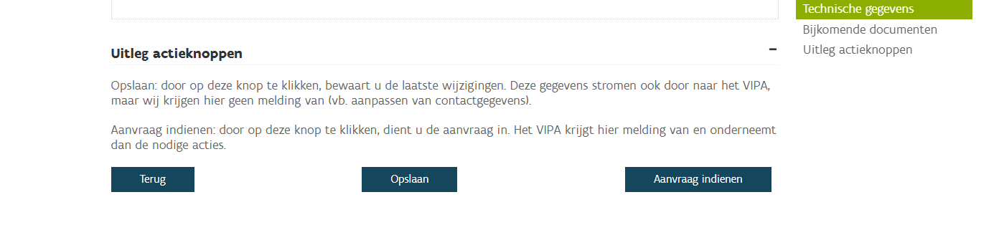 Technische gegevens
Bijkomende documenten
Uitleg actieknoppen
Uitleg actieknoppen
Opslaan: door op deze knop te klikken, bewaart u de laatste wijzigingen. Deze gegevens stromen ook door naar het VIPA,
maar wij krijgen hier geen melding van (vb. aanpassen van contactgegevens).
Aanvraag indienen: door op deze knop te klikken, dient u de aanvraag in. Het VIPA krijgt hier melding van en onderneemt
dan de nodige acties.
Terug
Opslaan
Aanvraag indienen